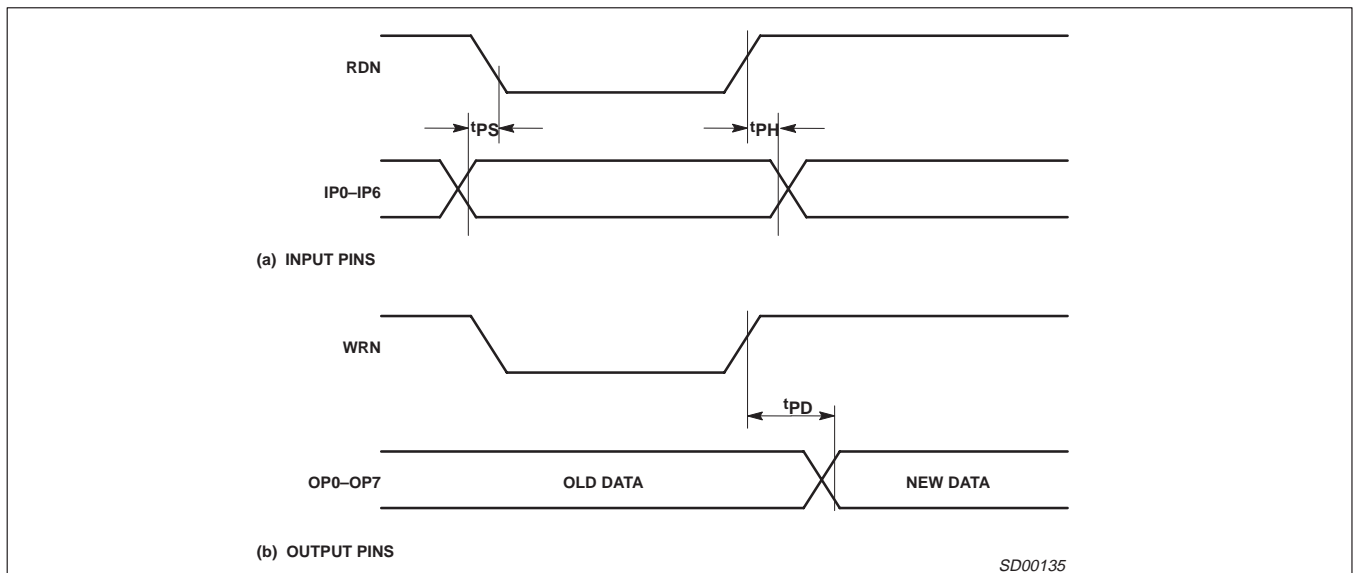 RDN
tPS
tPH
IP0–IP6
(a) INPUT PINS
WRN
tPD
OP0–OP7
OLD DATA
NEW DATA
(b) OUTPUT PINS
SD00135